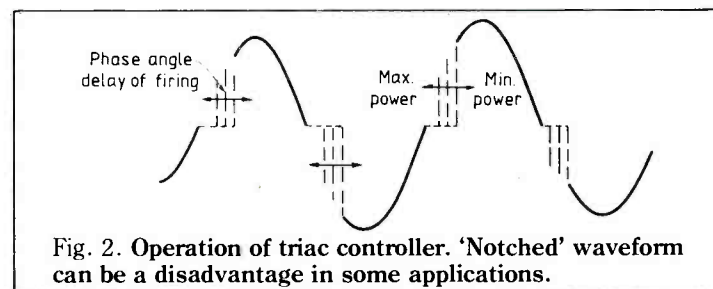 Phase angle
delay of firing
Max.
power
Min.
power
Fig. 2. Operation of triac controller. 'Notched' waveform
can be a disadvantage in some applications.